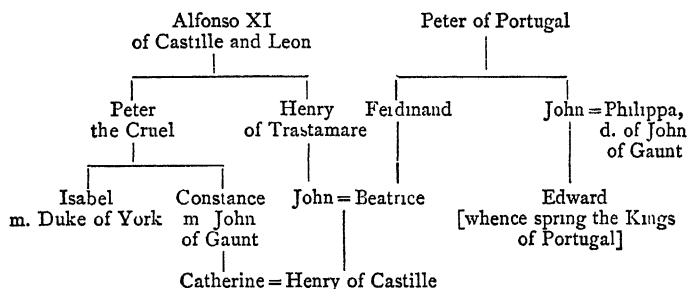 Alfonso XI
of Castille and Leon
Peter of Portugal
Peter
the Cruel
Henry
of Trastamare
Ferdinand
John = Philippa,
d. of John
of Gaunt
Isabel
m. Duke of York
Constance
m John
of Gaunt
John = Beatrice
Edward
[whence spring the Kings
of Portugal]
Catherine = Henry of Castille